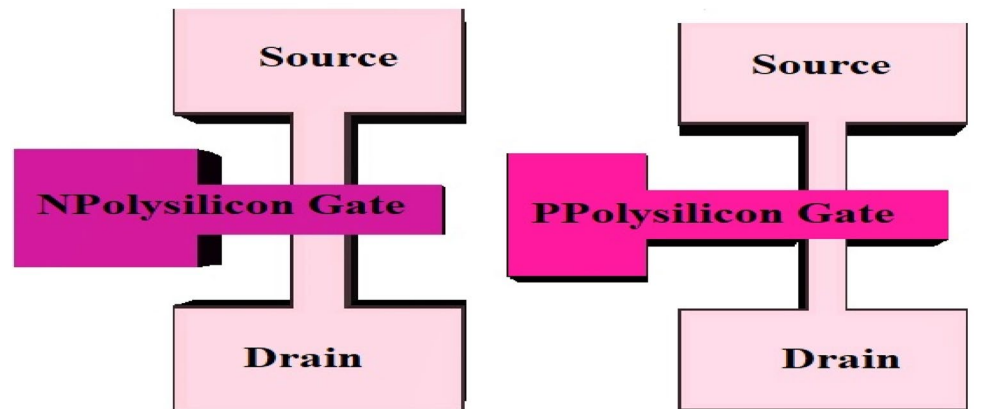 Source
NPolysilicon Gate
Drain
Source
PPolysilicon Gate
Drain